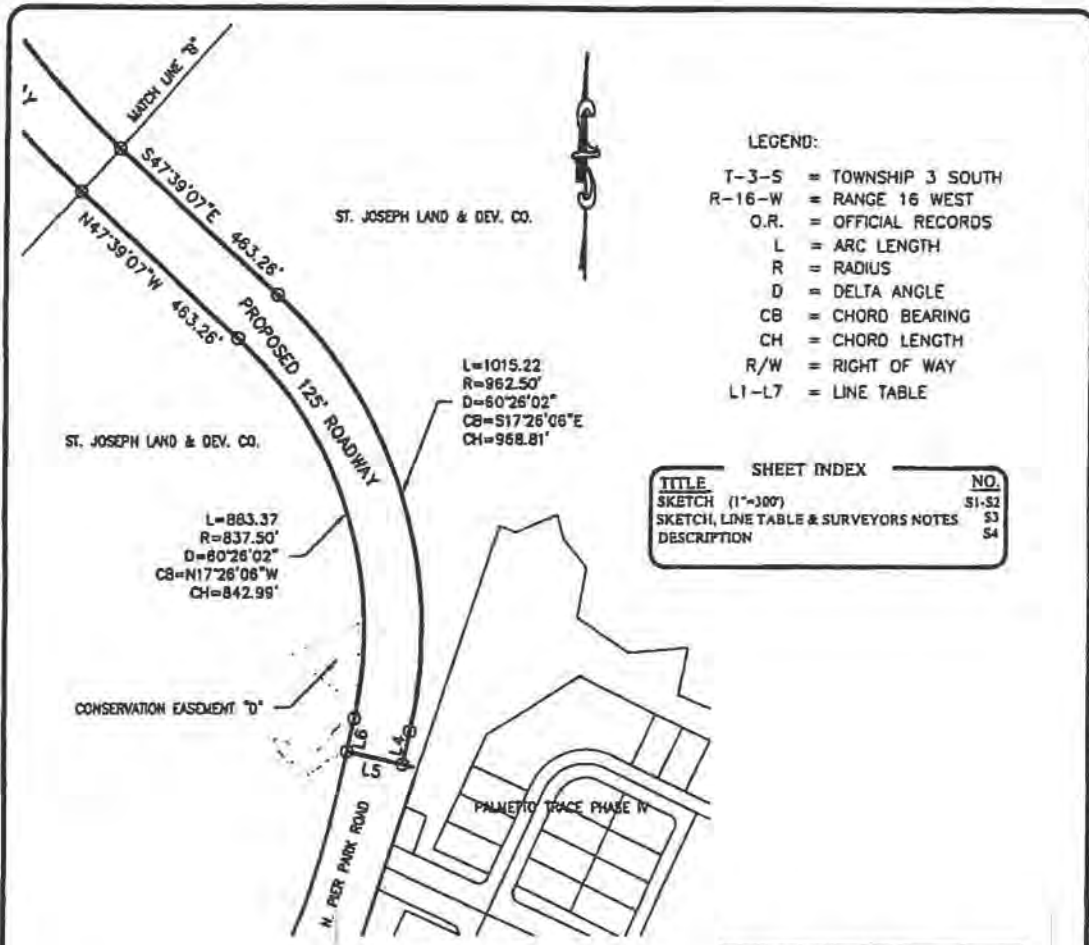 'Y
MATCH LINE "B"
S47°39'07"E 463.26'
N47°39'07"W 463.26'
ST. JOSEPH LAND & DEV. CO.
PROPOSED 125' ROADWAY
ST. JOSEPH LAND & DEV. CO.
L=1015.22
R=962.50'
D=60°26'02"
CB=S17°26'06"E
CH=968.81'
L=883.37
R=837.50'
D=60°26'02"
CB=N17°26'06"W
CH=842.99'
CONSERVATION EASEMENT "D"
L6
L4
L5
N. PIER PARK ROAD
PALMETTO TRACE PHASE IV
LEGEND:
T-3-S = TOWNSHIP 3 SOUTH
R-16-W = RANGE 16 WEST
O.R. = OFFICIAL RECORDS
L = ARC LENGTH
R = RADIUS
D = DELTA ANGLE
CB = CHORD BEARING
CH = CHORD LENGTH
R/W = RIGHT OF WAY
L1-L7 = LINE TABLE
SHEET INDEX
TITLE NO.
SKETCH (1"=300') S1-S2
SKETCH, LINE TABLE & SURVEYORS NOTES S3
DESCRIPTION S4